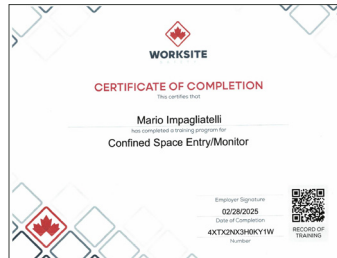 WORKSITE
CERTIFICATE OF COMPLETION
This certifies that
Mario Impagliatelli
has completed a training program for
Confined Space Entry/Monitor
Employer Signature
02/28/2025
Date of Completion
4XTX2NX3H0KY1W
Number
RECORD OF
TRAINING